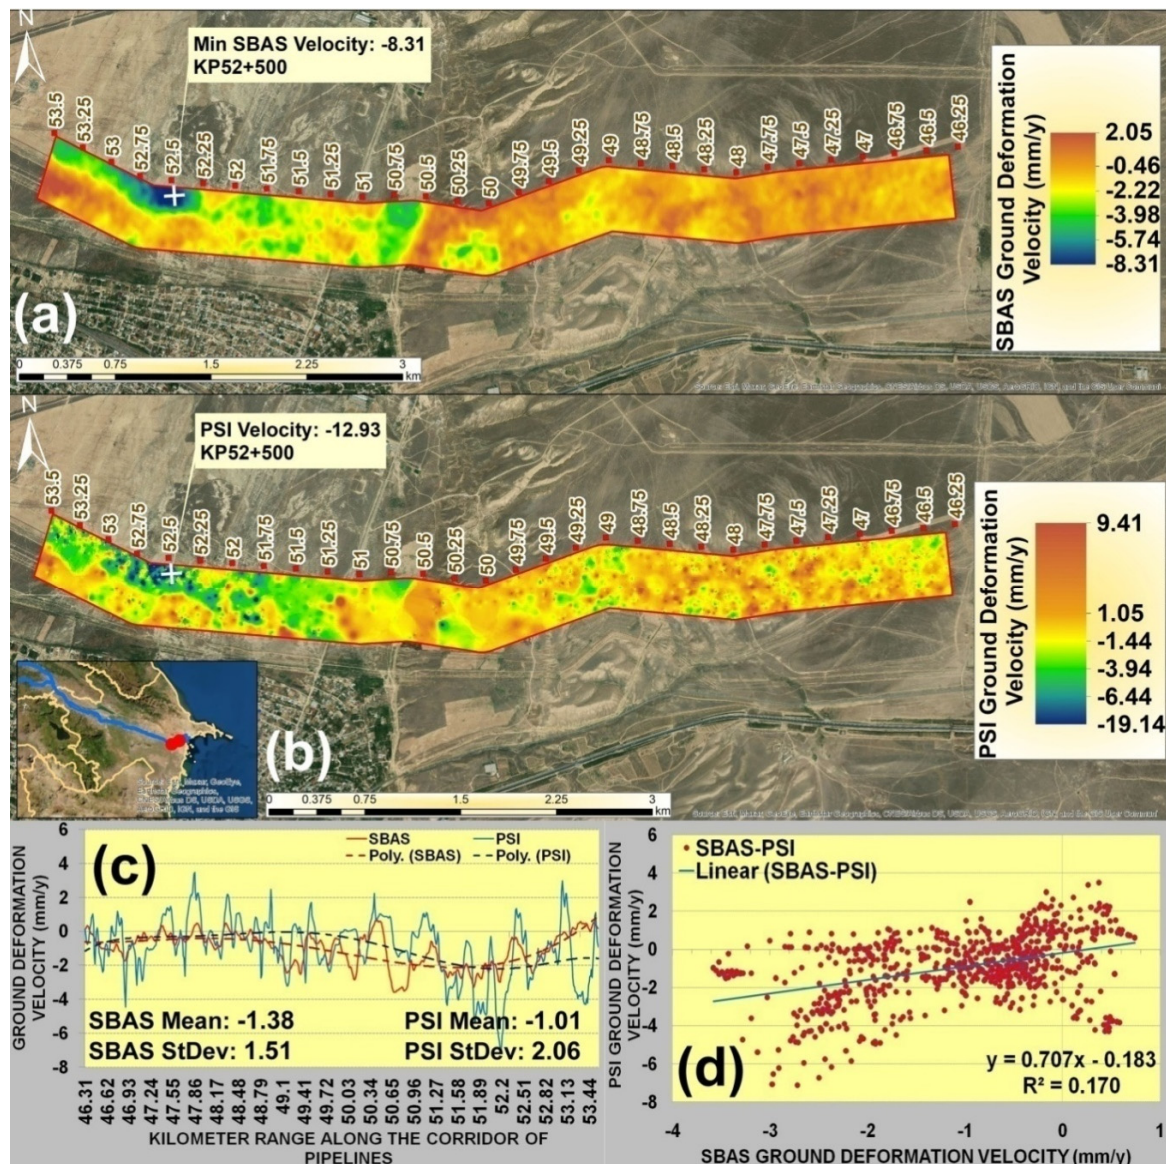 N
Min SBAS Velocity: -8.31
KP52+500
53.5
53.25
53
52.75
52.5
52.25
52
51.75
51.5
51.25
51
50.75
50.5
50.25
50
49.75
49.5
49.25
49
48.75
48.5
48.25
48
47.75
47.5
47.25
47
46.75
46.5
46.25
SBAS Ground Deformation
Velocity (mm/y)
2.05
-0.46
-2.22
-3.98
-5.74
-8.31
(a)
0 0.375 0.75 1.5 2.25 3
km
N
PSI Velocity: -12.93
KP52+500
53.5
53.25
53
52.75
52.5
52.25
52
51.75
51.5
51.25
51
50.75
50.5
50.25
50
49.75
49.5
49.25
49
48.75
48.5
48.25
48
47.75
47.5
47.25
47
46.75
46.5
46.25
PSI Ground Deformation
Velocity (mm/y)
9.41
1.05
-1.44
-3.94
-6.44
-19.14
(b)
0 0.375 0.75 1.5 2.25 3
km
(c)
SBAS PSI
Poly. (SBAS) Poly. (PSI)
GROUND DEFORMATION
VELOCITY (mm/y)
6
4
2
0
-2
-4
-6
-8
SBAS Mean: -1.38 PSI Mean: -1.01
SBAS StDev: 1.51 PSI StDev: 2.06
46.31 46.62 46.93 47.24 47.55 47.86 48.17 48.48 48.79 49.1 49.41 49.72 50.03 50.34 50.65 50.96 51.27 51.58 51.89 52.2 52.51 52.82 53.13 53.44
KILOMETER RANGE ALONG THE CORRIDOR OF
PIPELINES
SBAS-PSI
Linear (SBAS-PSI)
PSI GROUND DEFORMATION
VELOCITY (mm/y)
6
4
2
0
-2
-4
-6
-8
(d)
y = 0.707x - 0.183
R² = 0.170
-4 -3 -2 -1 0 1
SBAS GROUND DEFORMATION VELOCITY (mm/y)